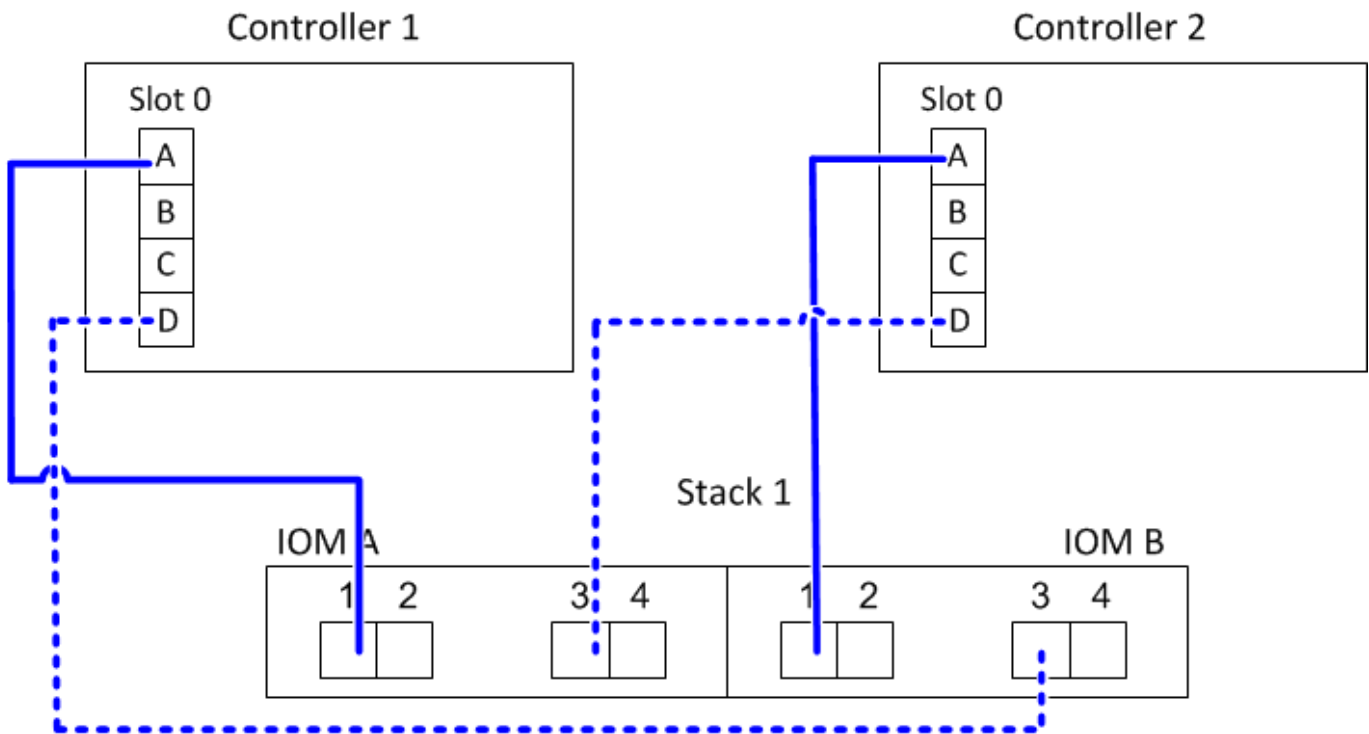 Controller 1
Controller 2
Slot 0
A
B
C
D
Slot 0
A
B
C
D
Stack 1
IOM A
IOM B
1 2 3 4 1 2 3 4